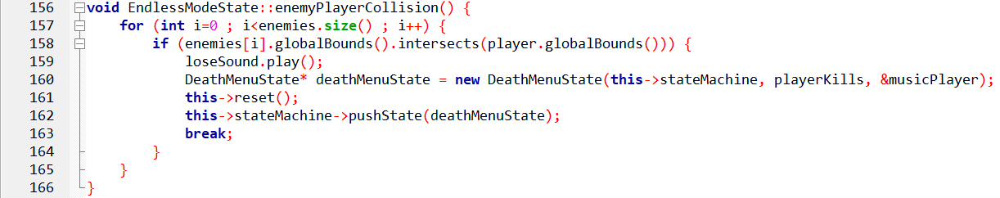 156 void EndlessModeState::enemyPlayerCollision() {
157     for (int i=0 ; i<enemies.size() ; i++) {
158         if (enemies[i].globalBounds().intersects(player.globalBounds())) {
159             loseSound.play();
160             DeathMenuState* deathMenuState = new DeathMenuState(this->stateMachine, playerKills, &musicPlayer);
161             this->reset();
162             this->stateMachine->pushState(deathMenuState);
163             break;
164         }
165     }
166 }